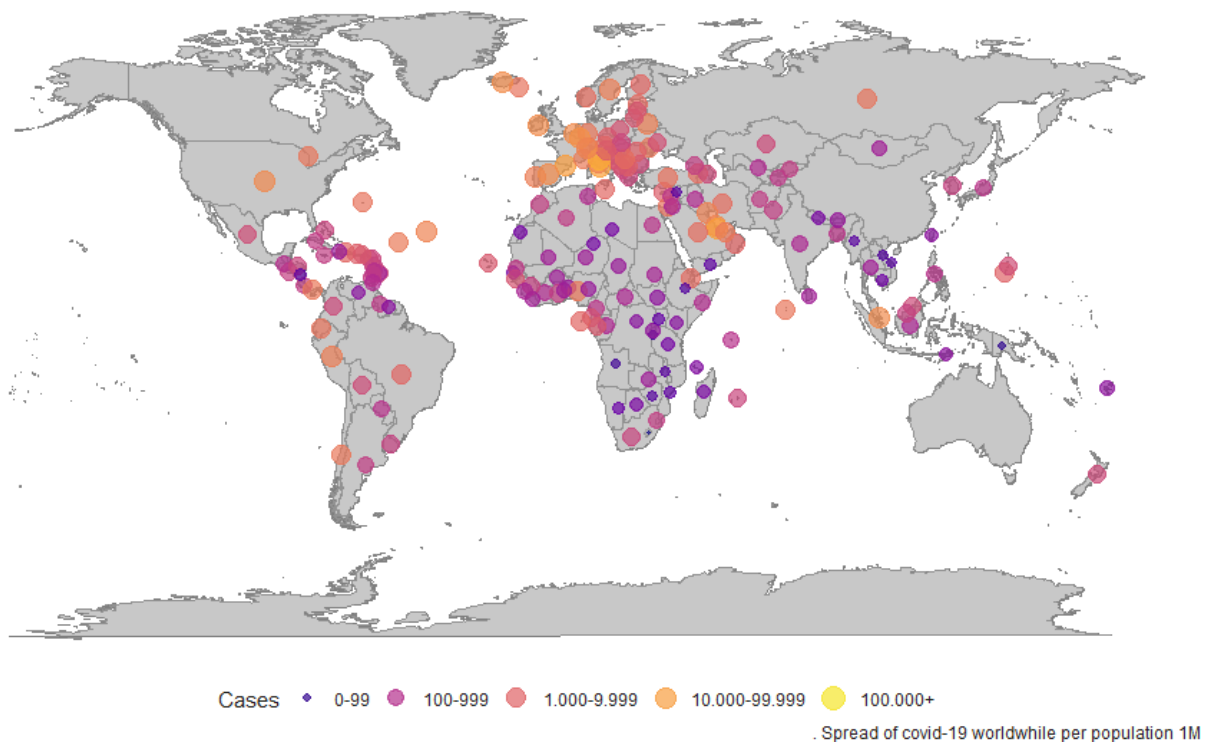 Cases 0-99 100-999 1.000-9.999 10.000-99.999 100.000+
. Spread of covid-19 worldwhile per population 1M